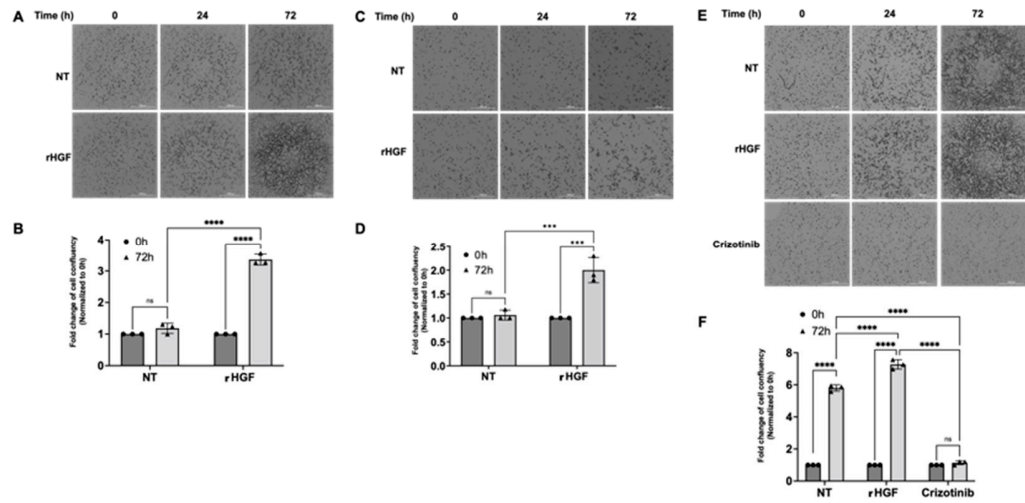 A Time (h) 0 24 72
NT
rHGF
B
Fold change of cell confluency
(Normalized to 0h)
0h
72h
ns
****
****
4
3
2
1
0
NT rHGF
C Time (h) 0 24 72
NT
rHGF
D
Fold change of cell confluency
(Normalized to 0h)
0h
72h
ns
***
***
2.5
2.0
1.5
1.0
0.5
0.0
NT rHGF
E Time (h) 0 24 72
NT
rHGF
Crizotinib
F
Fold change of cell confluency
(Normalized to 0h)
0h
72h
****
****
****
****
****
ns
8
6
4
2
0
NT rHGF Crizotinib